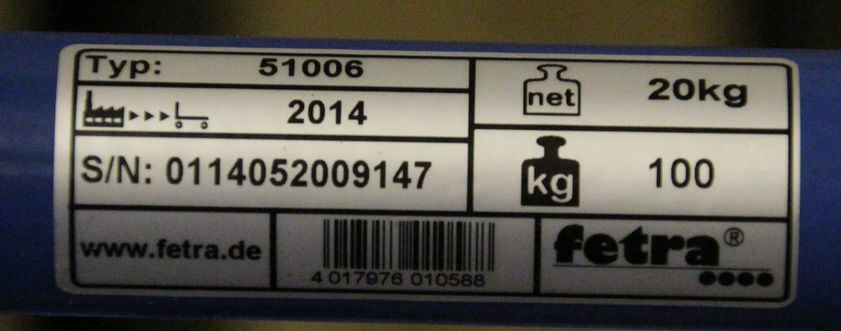 Typ: 51006
2014
S/N: 0114052009147
net 20kg
kg 100
www.fetra.de
4 017976 010588
fetra®